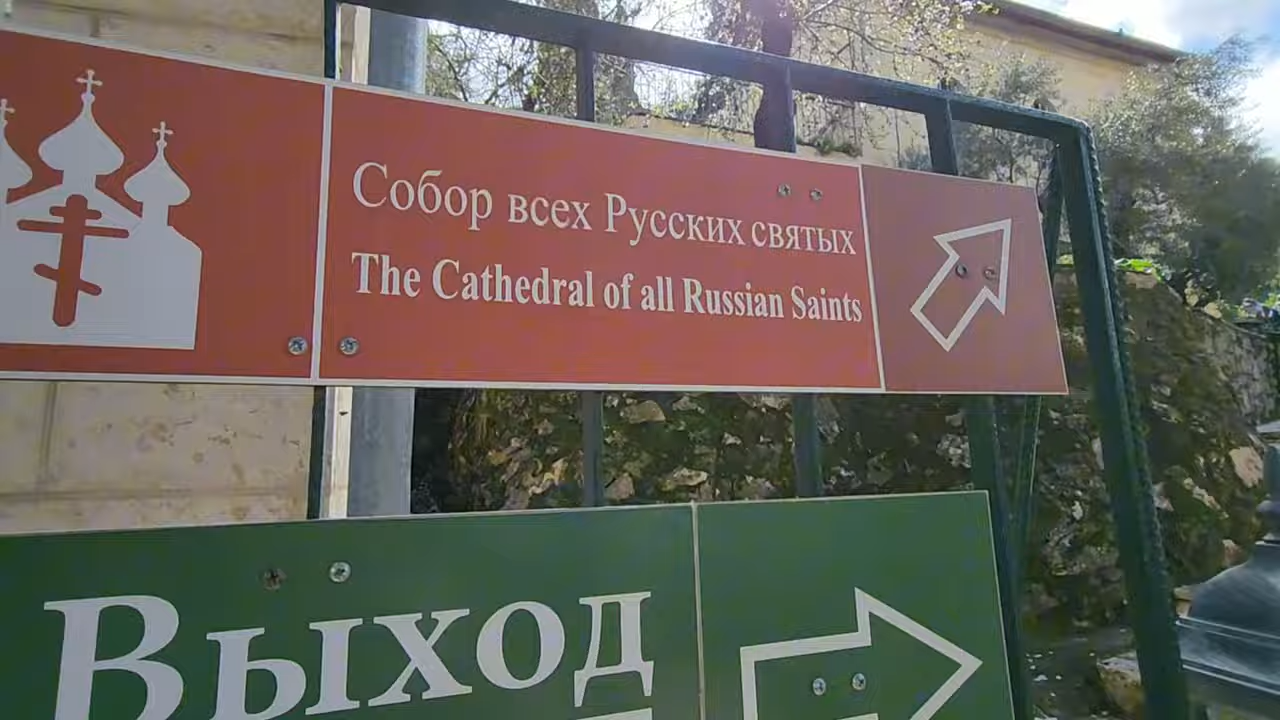 Собор всех Русских святых
The Cathedral of all Russian Saints
Выход